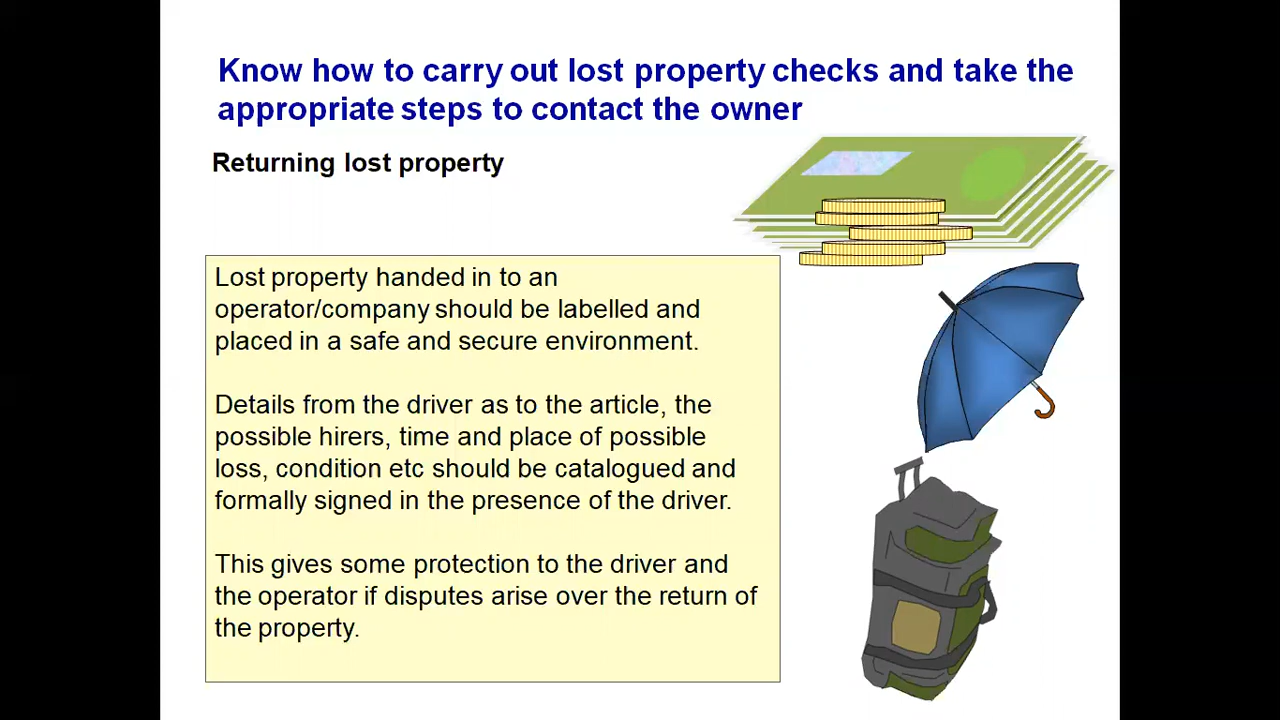 Know how to carry out lost property checks and take the
appropriate steps to contact the owner
Returning lost property
Lost property handed in to an
operator/company should be labelled and
placed in a safe and secure environment.
Details from the driver as to the article, the
possible hirers, time and place of possible
loss, condition etc should be catalogued and
formally signed in the presence of the driver.
This gives some protection to the driver and
the operator if disputes arise over the return of
the property.